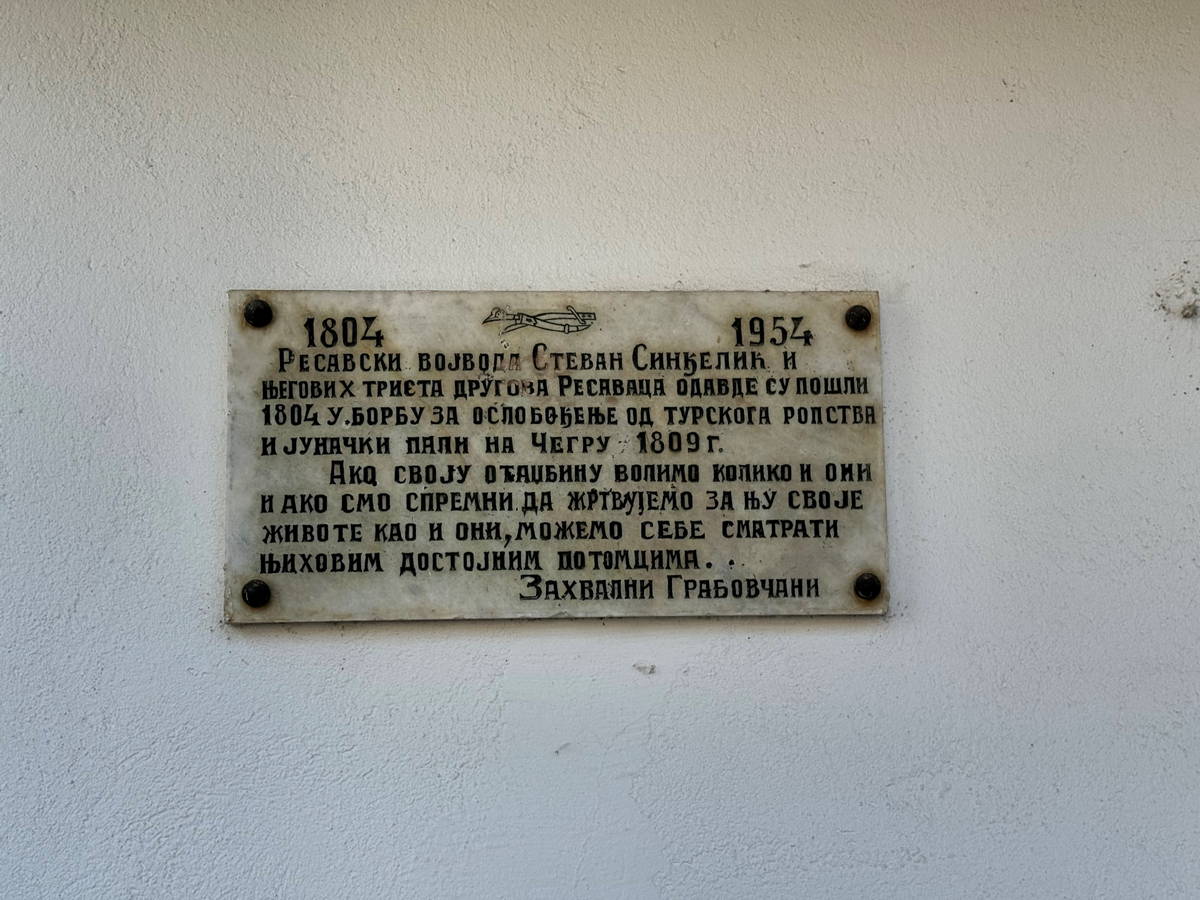 1804 1954
Ресавски војвода Стеван Синђелић и
његових триста другова Ресаваца одавде су пошли
1804 у борбу за ослобођење од турскога ропства
и јуначки пали на Чегру 1809 г.
Ако своју отаџбину волимо колико и они
и ако смо спремни да жртвујемо за њу своје
животе као и они, можемо себе сматрати
њиховим достојним потомцима.
Захвални Грабовчани